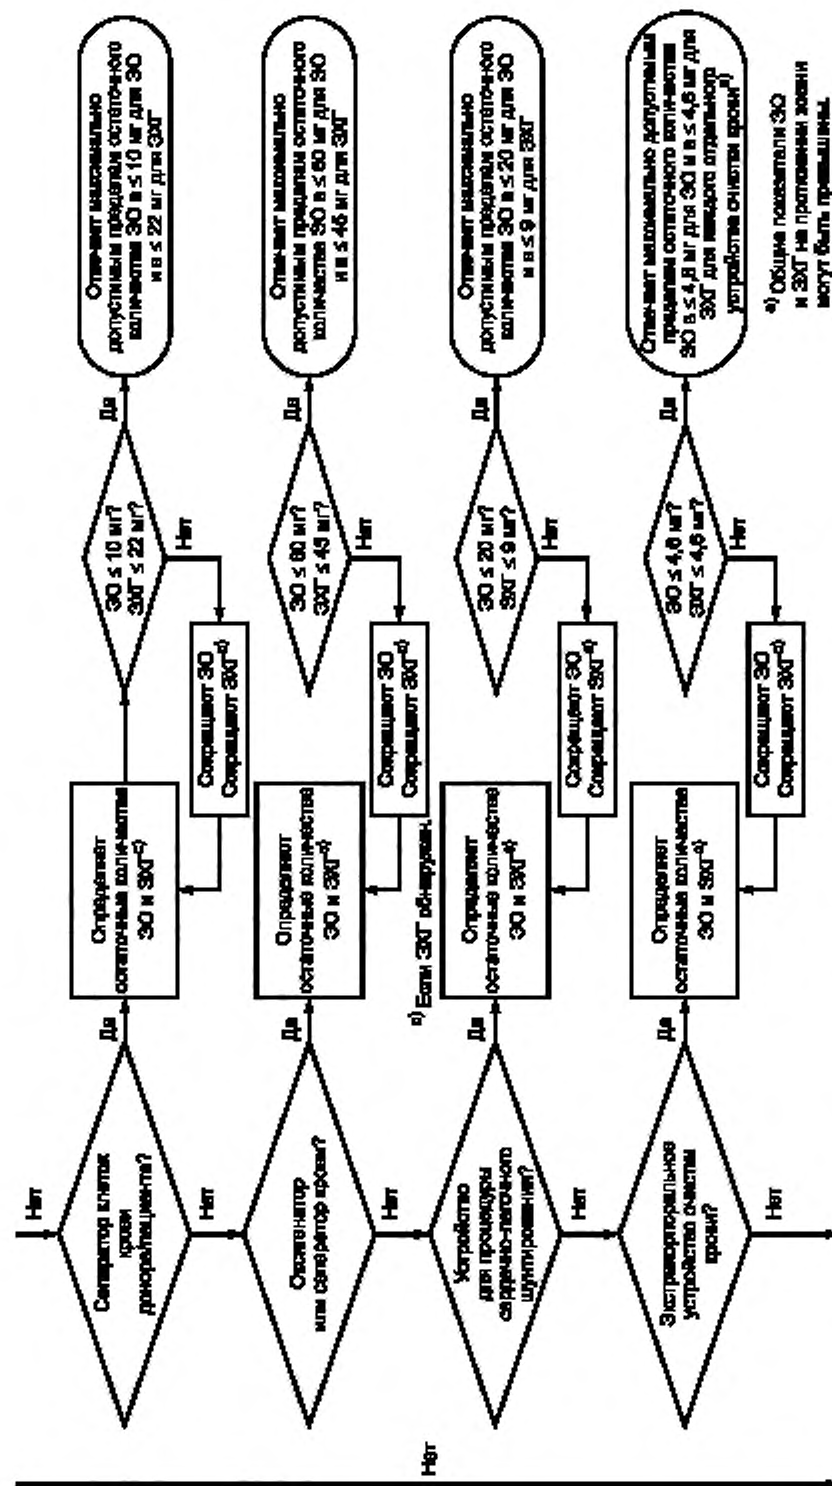 Нет
Сепаратор клеток
крови
донора/пациента?
Да
Нет
Определяют
остаточные количества
ЭО и ЭХГ c)
Сокращают ЭО
Сокращают ЭХГ c)
ЭО ≤ 10 мг?
ЭХГ ≤ 22 мг?
Нет
Да
Отвечает максимально
допустимым пределам остаточного
количества ЭО в ≤ 10 мг для ЭО
и в ≤ 22 мг для ЭХГ
Оксигенатор
или сепаратор крови?
Да
Нет
Определяют
остаточные количества
ЭО и ЭХГ c)
Сокращают ЭО
Сокращают ЭХГ c)
ЭО ≤ 60 мг?
ЭХГ ≤ 45 мг?
Нет
Да
Отвечает максимально
допустимым пределам остаточного
количества ЭО в ≤ 60 мг для ЭО
и в ≤ 45 мг для ЭХГ
c) Если ЭХГ обнаружен.
Устройство
для процедуры
сердечно-легочного
шунтирования?
Да
Нет
Определяют
остаточные количества
ЭО и ЭХГ c)
Сокращают ЭО
Сокращают ЭХГ c)
ЭО ≤ 20 мг?
ЭХГ ≤ 9 мг?
Нет
Да
Отвечает максимально
допустимым пределам остаточного
количества ЭО в ≤ 20 мг для ЭО
и в ≤ 9 мг для ЭХГ
Экстракорпоральное
устройство очистки
крови?
Да
Нет
Определяют
остаточные количества
ЭО и ЭХГ c)
Сокращают ЭО
Сокращают ЭХГ c)
ЭО ≤ 4,6 мг?
ЭХГ ≤ 4,6 мг?
Нет
Да
Отвечает максимально допустимым
пределам остаточного количества
ЭО в ≤ 4,6 мг для ЭО и в ≤ 4,6 мг для
ЭХГ для каждого отдельного
устройства очистки крови
Общие показатели ЭО
и ЭХГ на протяжении жизни
могут быть превышены.
Нет